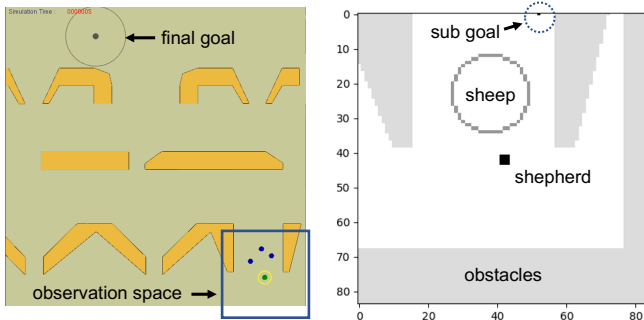 Simulation Time 000000S
final goal
observation space
sub goal
sheep
shepherd
obstacles
0
10
20
30
40
50
60
70
80
0
20
40
60
80